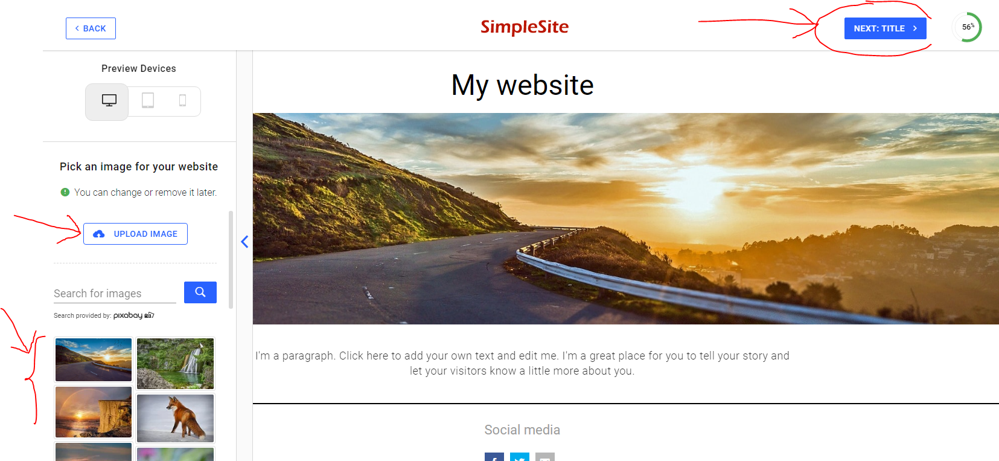 BACK
SimpleSite
NEXT: TITLE
56%
Preview Devices
My website
Pick an image for your website
You can change or remove it later.
UPLOAD IMAGE
Search for images
Search provided by: pixabay
I'm a paragraph. Click here to add your own text and edit me. I'm a great place for you to tell your story and
let your visitors know a little more about you.
Social media